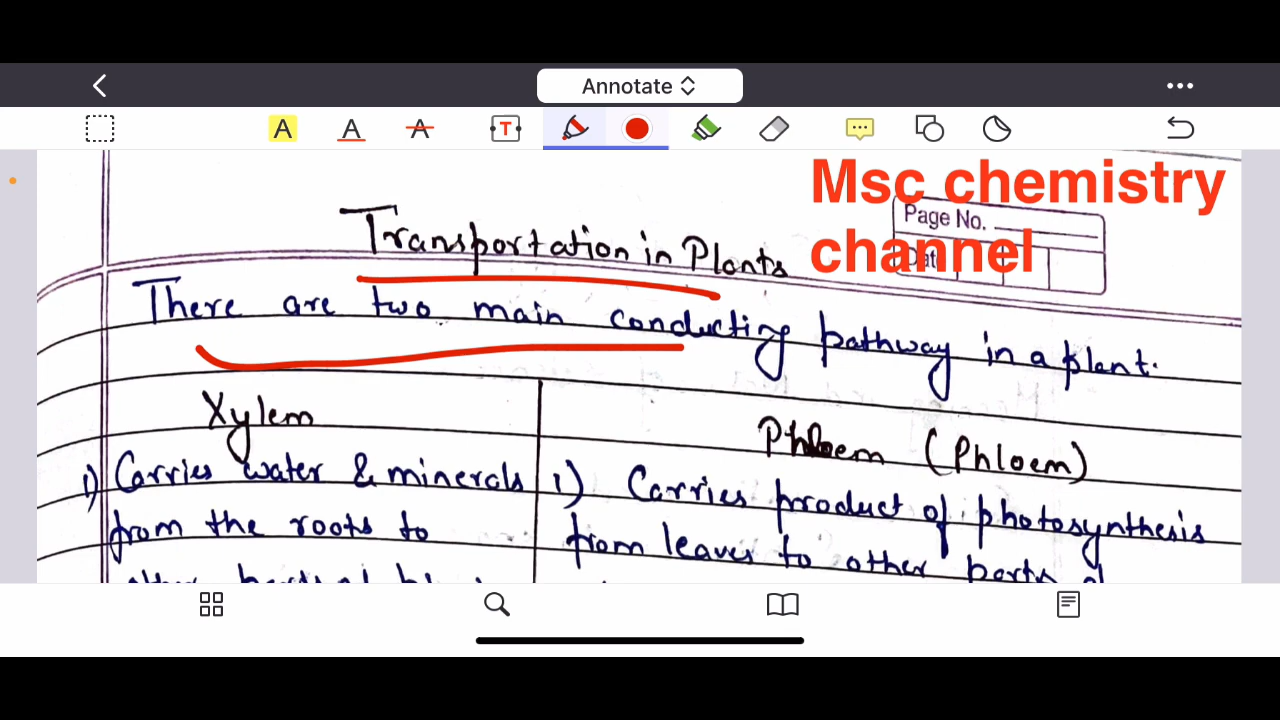 Annotate
A A A T
Msc chemistry
channel
Page No.
Date
Transportation in Plants
There are two main conducting pathway in a plant.
Xylem
Phloem (Phloem)
1) Carries water & minerals
from the roots to
1) Carries product of photosynthesis
from leaves to other parts of